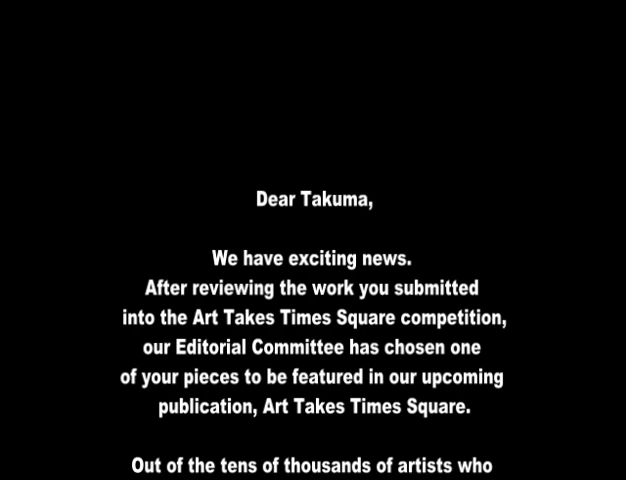 Dear Takuma,
We have exciting news.
After reviewing the work you submitted
into the Art Takes Times Square competition,
our Editorial Committee has chosen one
of your pieces to be featured in our upcoming
publication, Art Takes Times Square.
Out of the tens of thousands of artists who